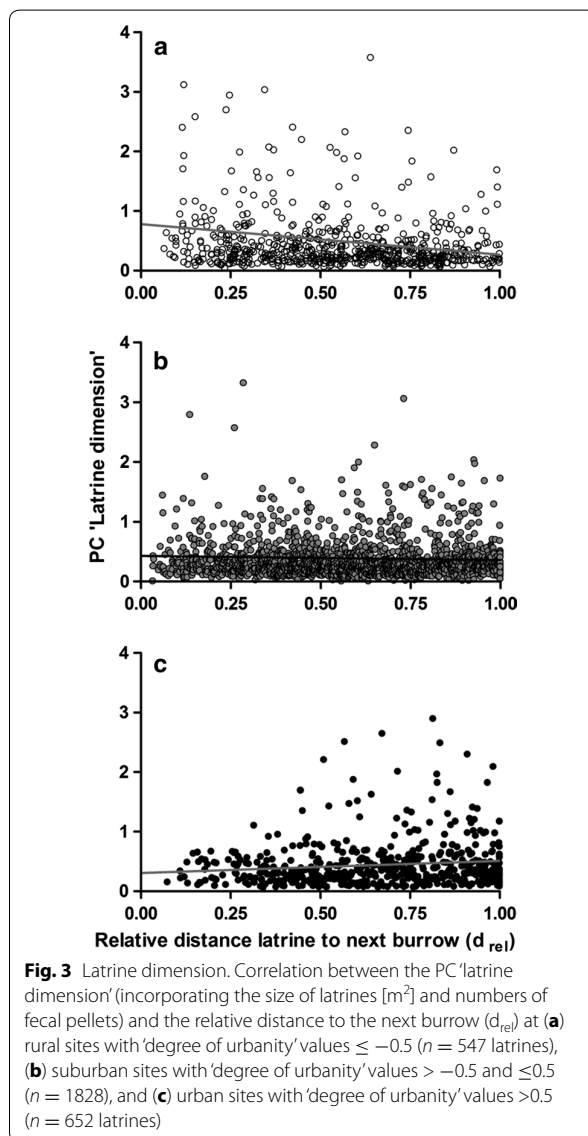 a
4
3
2
1
0
0.00 0.25 0.50 0.75 1.00
b
4
3
2
1
0
0.00 0.25 0.50 0.75 1.00
PC 'Latrine dimension'
c
4
3
2
1
0
0.00 0.25 0.50 0.75 1.00
Relative distance latrine to next burrow (d rel)
Fig. 3 Latrine dimension. Correlation between the PC 'latrine
dimension' (incorporating the size of latrines [m²] and numbers of
fecal pellets) and the relative distance to the next burrow (drel) at (a)
rural sites with 'degree of urbanity' values ≤ −0.5 (n = 547 latrines),
(b) suburban sites with 'degree of urbanity' values > −0.5 and ≤0.5
(n = 1828), and (c) urban sites with 'degree of urbanity' values >0.5
(n = 652 latrines)